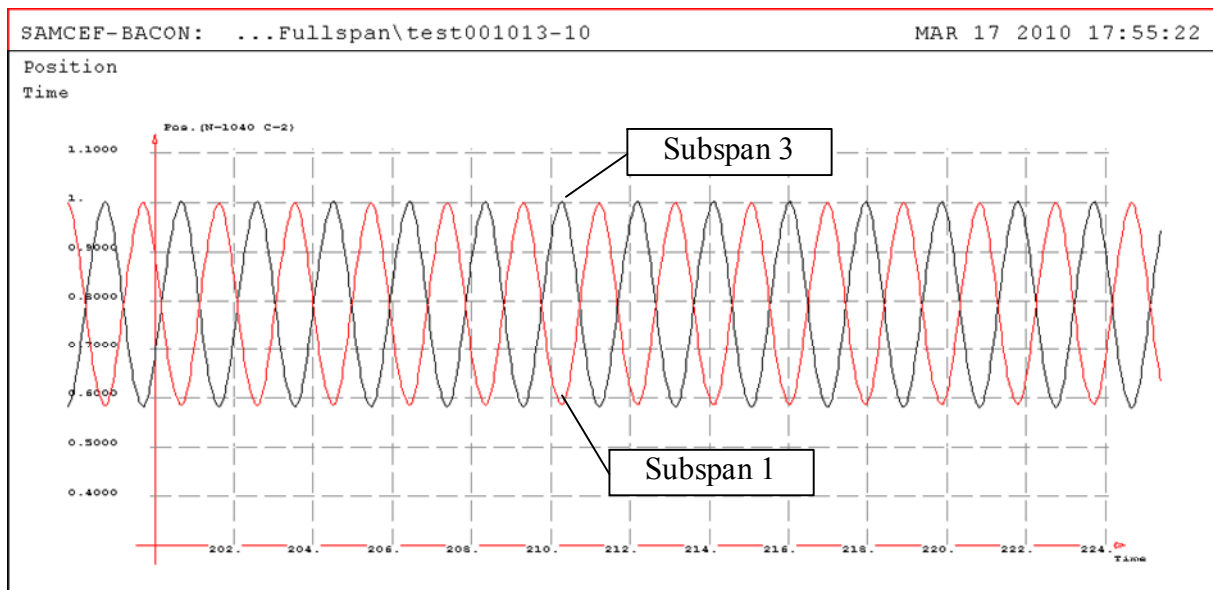 SAMCEF-BACON: ...Fullspan\test001013-10 MAR 17 2010 17:55:22
Position
Time
Pos.(N-1040 C-2)
Subspan 3
1.1000
1.
0.9000
0.8000
0.7000
0.6000
0.5000
Subspan 1
0.4000
202. 204. 206. 208. 210. 212. 214. 216. 218. 220. 222. 224.
Time